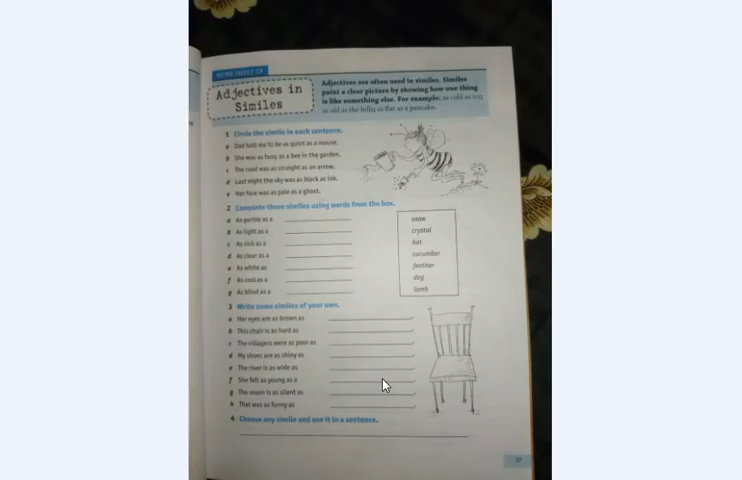 Adjectives in
Similes
Adjectives are often used in similes. Similes
paint a clear picture by showing how one thing
is like something else. For example: as cold as ice;
as old as the hills; as flat as a pancake.
1 Circle the simile in each sentence.
a Dad told me to be as quiet as a mouse.
b She was as busy as a bee in the garden.
c The road was as straight as an arrow.
d Last night the sky was as black as ink.
e Her face was as pale as a ghost.
2 Complete these similes using words from the box.
a As gentle as a
b As light as a
c As sick as a
d As clear as a
e As white as
f As cool as a
g As blind as a
snow
crystal
bat
cucumber
feather
dog
lamb
3 Write some similes of your own.
a Her eyes are as brown as
b This chair is as hard as
c The villagers were as poor as
d My shoes are as shiny as
e The river is as wide as
f She felt as young as a
g The moon is as silent as
h That was as funny as
4 Choose any simile and use it in a sentence.